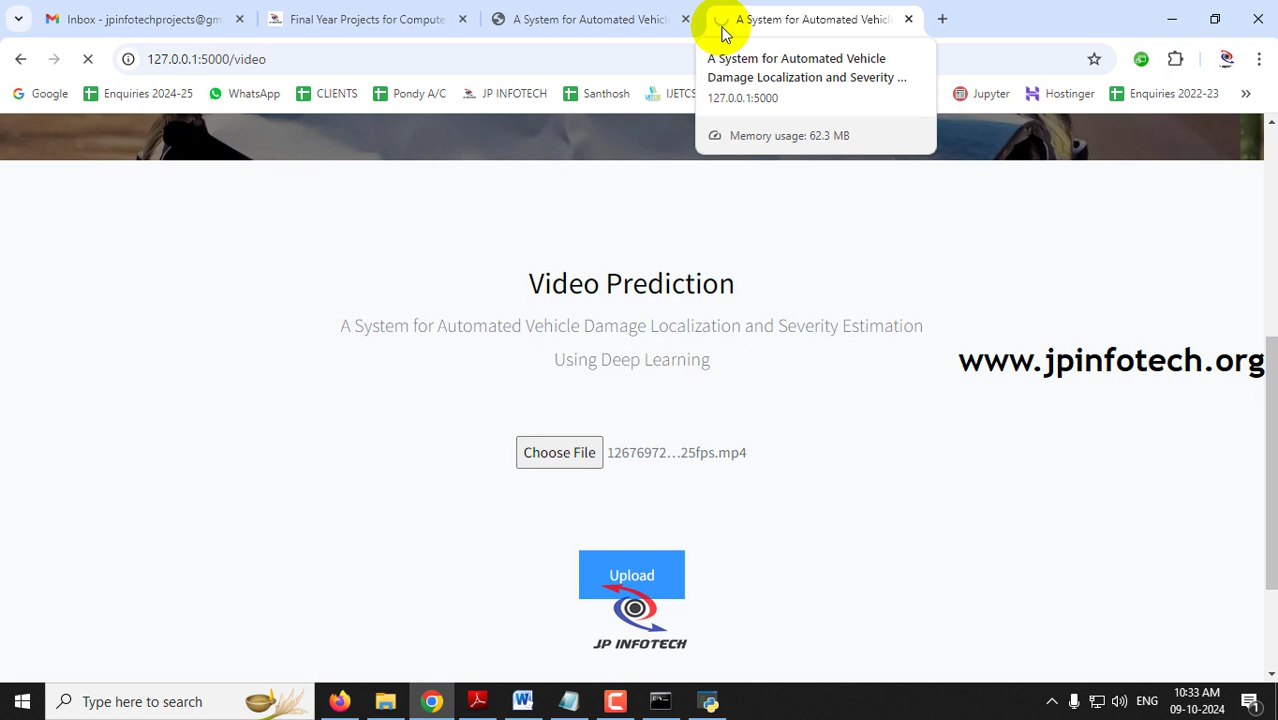 Inbox - jpinfotechprojects@gm
Final Year Projects for Compute
A System for Automated Vehicle
A System for Automated Vehicle
127.0.0.1:5000/video
A System for Automated Vehicle
Damage Localization and Severity ...
127.0.0.1:5000
Memory usage: 62.3 MB
Google
Enquiries 2024-25
WhatsApp
CLIENTS
Pondy A/C
JP INFOTECH
Santhosh
IJETCS
Jupyter
Hostinger
Enquiries 2022-23
Video Prediction
A System for Automated Vehicle Damage Localization and Severity Estimation
Using Deep Learning
www.jpinfotech.org
Choose File 12676972...25fps.mp4
Upload
JP INFOTECH
Type here to search
ENG
10:33 AM
09-10-2024